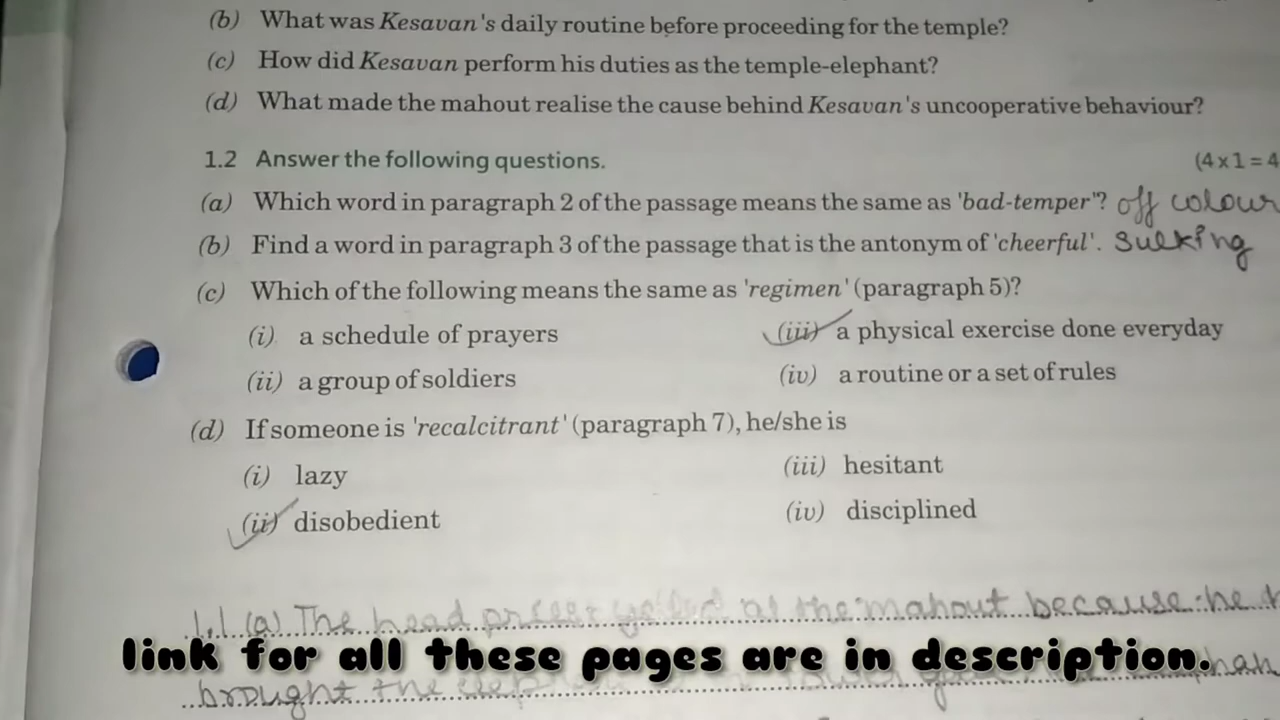 (b) What was Kesavan's daily routine before proceeding for the temple?
(c) How did Kesavan perform his duties as the temple-elephant?
(d) What made the mahout realise the cause behind Kesavan's uncooperative behaviour?
1.2 Answer the following questions. (4x1=4
(a) Which word in paragraph 2 of the passage means the same as 'bad-temper'? off colour
(b) Find a word in paragraph 3 of the passage that is the antonym of 'cheerful'. Sulking
(c) Which of the following means the same as 'regimen' (paragraph 5)?
(i) a schedule of prayers (iii) a physical exercise done everyday
(ii) a group of soldiers (iv) a routine or a set of rules
(d) If someone is 'recalcitrant' (paragraph 7), he/she is
(i) lazy (iii) hesitant
(ii) disobedient (iv) disciplined
1.1 (a) The head at the mahout because he
link for all these pages are in description.
brought the